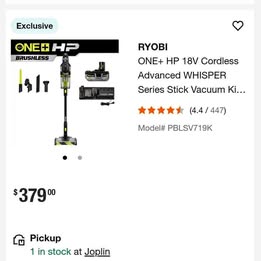 Exclusive
ONE+ HP
BRUSHLESS
RYOBI
ONE+ HP 18V Cordless
Advanced WHISPER
Series Stick Vacuum Ki...
(4.4 / 447)
Model# PBLSV719K
$379.00
Pickup
1 in stock at Joplin